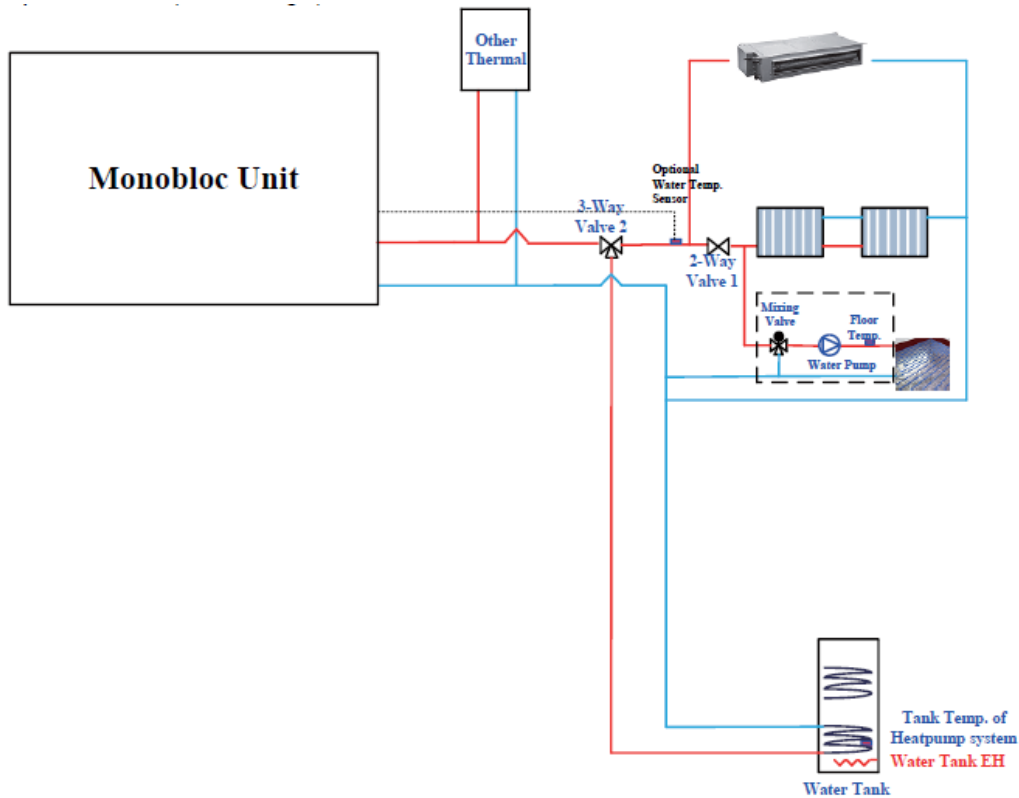 Other
Thermal
Monobloc Unit
Optional
Water Temp.
Sensor
3-Way
Valve 2
2-Way
Valve 1
Mixing
Valve
Floor
Temp.
Water Pump
Tank Temp. of
Heatpump system
Water Tank EH
Water Tank